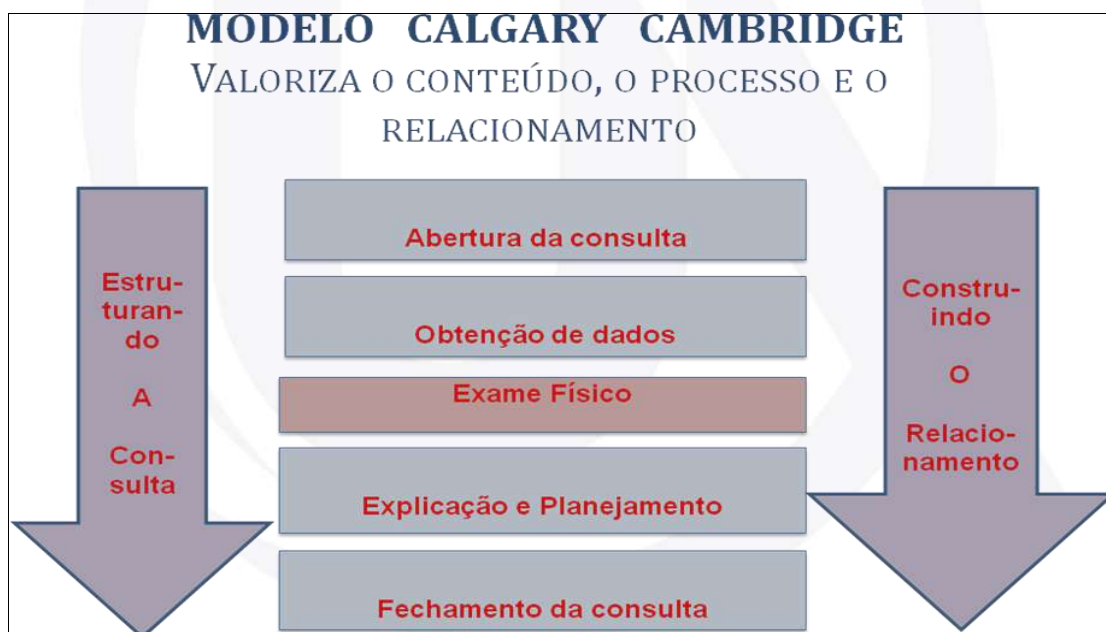 MODELO CALGARY CAMBRIDGE
VALORIZA O CONTEÚDO, O PROCESSO E O
RELACIONAMENTO
Estru-
turan-
do
A
Con-
sulta
Abertura da consulta
Obtenção de dados
Exame Físico
Explicação e Planejamento
Fechamento da consulta
Constru-
indo
O
Relacio-
namento